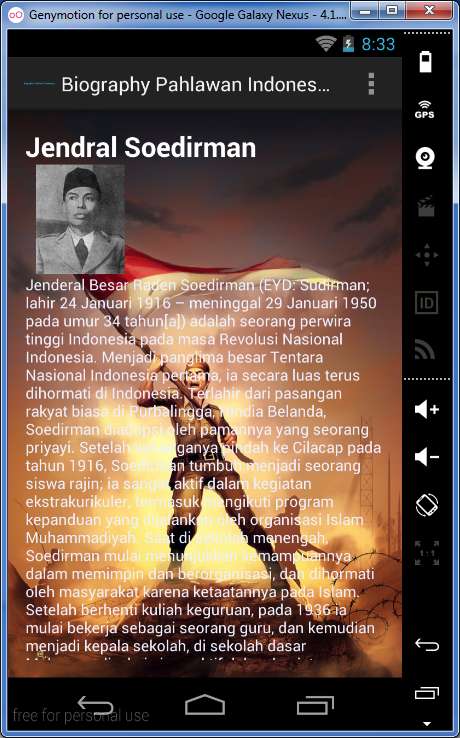 Genymotion for personal use - Google Galaxy Nexus - 4.1....
8:33
Biography Pahlawan Indones...
GPS
Jendral Soedirman
ID
Jenderal Besar Raden Soedirman (EYD: Sudirman;
lahir 24 Januari 1916 – meninggal 29 Januari 1950
pada umur 34 tahun[a]) adalah seorang perwira
tinggi Indonesia pada masa Revolusi Nasional
Indonesia. Menjadi panglima besar Tentara
Nasional Indonesia pertama, ia secara luas terus
dihormati di Indonesia. Terlahir dari pasangan
rakyat biasa di Purbalingga, Hindia Belanda,
Soedirman diadopsi oleh pamannya yang seorang
priyayi. Setelah keluarganya pindah ke Cilacap pada
tahun 1916, Soedirman tumbuh menjadi seorang
siswa rajin; ia sangat aktif dalam kegiatan
ekstrakurikuler, termasuk mengikuti program
kepanduan yang dijalankan oleh organisasi Islam
Muhammadiyah. Saat di sekolah menengah,
Soedirman mulai menunjukkan kemampuannya
dalam memimpin dan berorganisasi, dan dihormati
oleh masyarakat karena ketaatannya pada Islam.
Setelah berhenti kuliah keguruan, pada 1936 ia
mulai bekerja sebagai seorang guru, dan kemudian
menjadi kepala sekolah, di sekolah dasar
1:1
free for personal use